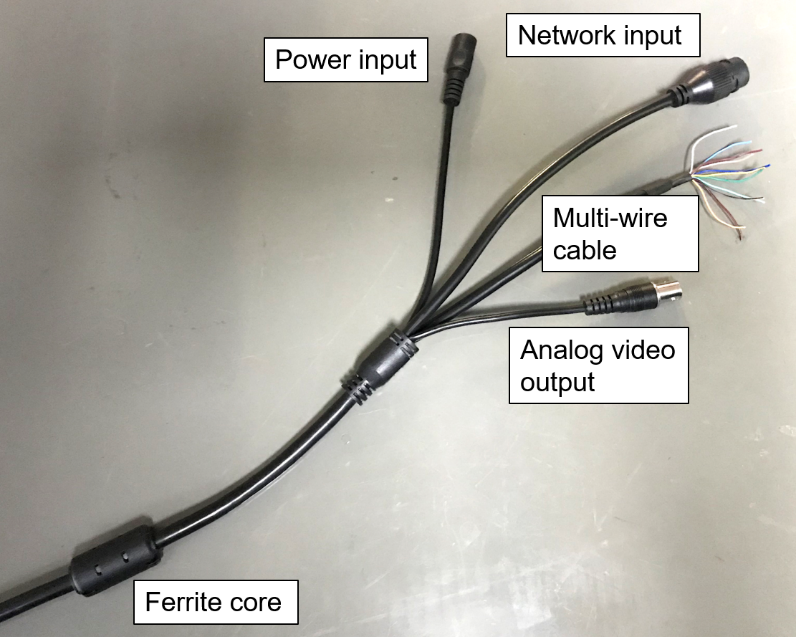 Network input
Power input
Multi-wire
cable
Analog video
output
Ferrite core